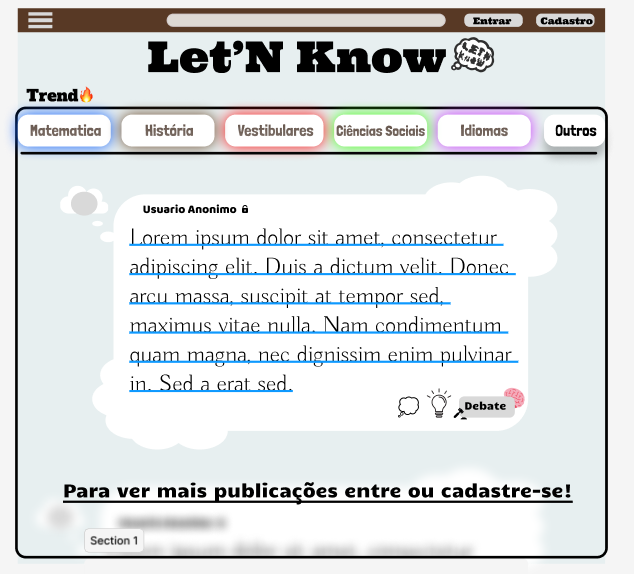 Entrar Cadastro
Let'N Know
LET'N KNOW
Trend
Matematica História Vestibulares Ciências Sociais Idiomas Outros
Usuario Anonimo
Lorem ipsum dolor sit amet, consectetur
adipiscing elit. Duis a dictum velit. Donec
arcu massa, suscipit at tempor sed,
maximus vitae nulla. Nam condimentum
quam magna, nec dignissim enim pulvinar
in. Sed a erat sed.
Debate
Para ver mais publicações entre ou cadastre-se!
Section 1